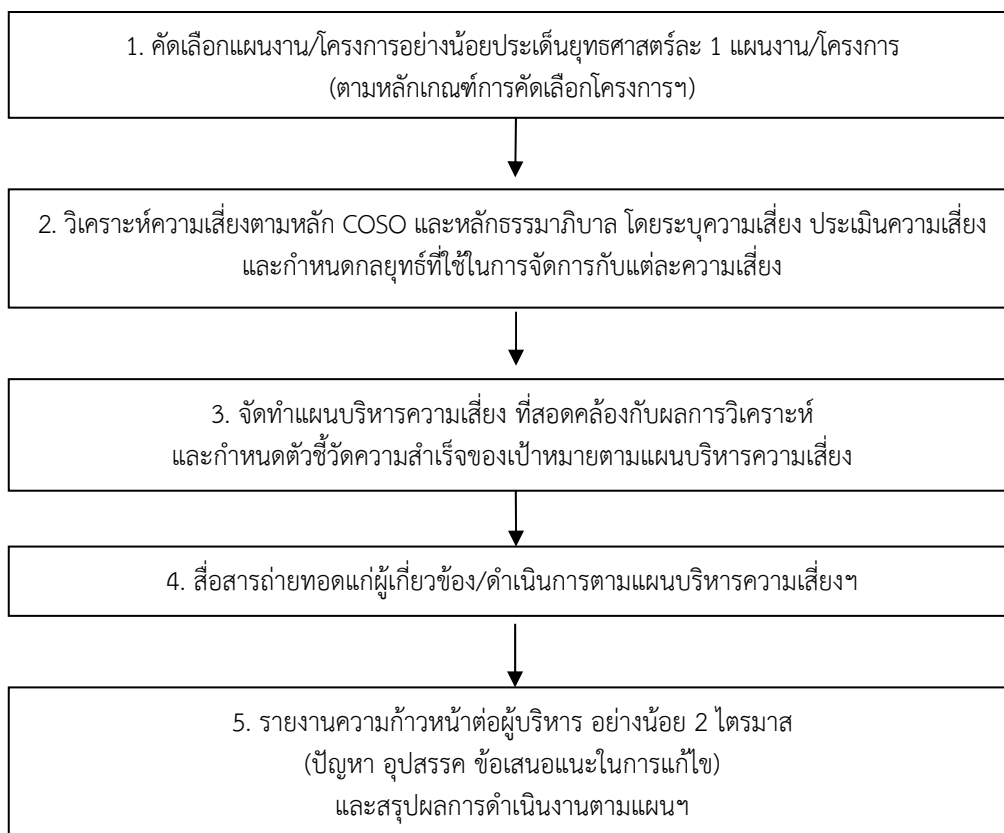 1. คัดเลือกแผนงาน/โครงการอย่างน้อยประเด็นยุทธศาสตร์ละ 1 แผนงาน/โครงการ
(ตามหลักเกณฑ์การคัดเลือกโครงการฯ)
2. วิเคราะห์ความเสี่ยงตามหลัก COSO และหลักธรรมาภิบาล โดยระบุความเสี่ยง ประเมินความเสี่ยง
และกำหนดกลยุทธ์ที่ใช้ในการจัดการกับแต่ละความเสี่ยง
3. จัดทำแผนบริหารความเสี่ยง ที่สอดคล้องกับผลการวิเคราะห์
และกำหนดตัวชี้วัดความสำเร็จของเป้าหมายตามแผนบริหารความเสี่ยง
4. สื่อสารถ่ายทอดแก่ผู้เกี่ยวข้อง/ดำเนินการตามแผนบริหารความเสี่ยงฯ
5. รายงานความก้าวหน้าต่อผู้บริหาร อย่างน้อย 2 ไตรมาส
(ปัญหา อุปสรรค ข้อเสนอแนะในการแก้ไข)
และสรุปผลการดำเนินงานตามแผนฯ